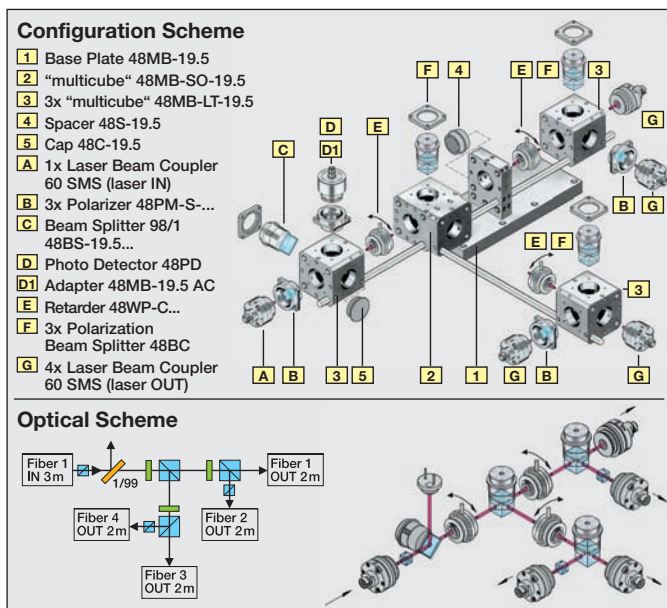 Configuration Scheme
1 Base Plate 48MB-19.5
2 “multicube“ 48MB-SO-19.5
3 3x “multicube“ 48MB-LT-19.5
4 Spacer 48S-19.5
5 Cap 48C-19.5
A 1x Laser Beam Coupler
60 SMS (laser IN)
B 3x Polarizer 48PM-S-...
C Beam Splitter 98/1
48BS-19.5...
D Photo Detector 48PD
D1 Adapter 48MB-19.5 AC
E Retarder 48WP-C...
F 3x Polarization
Beam Splitter 48BC
G 4x Laser Beam Coupler
60 SMS (laser OUT)
F 4 E F 3
G
D E
D1
C
B G
E F
3
A B 3 5 2 G B 1 G
Optical Scheme
Fiber 1
IN 3 m
1/99
Fiber 1
OUT 2 m
Fiber 4
OUT 2 m
Fiber 2
OUT 2 m
Fiber 3
OUT 2 m